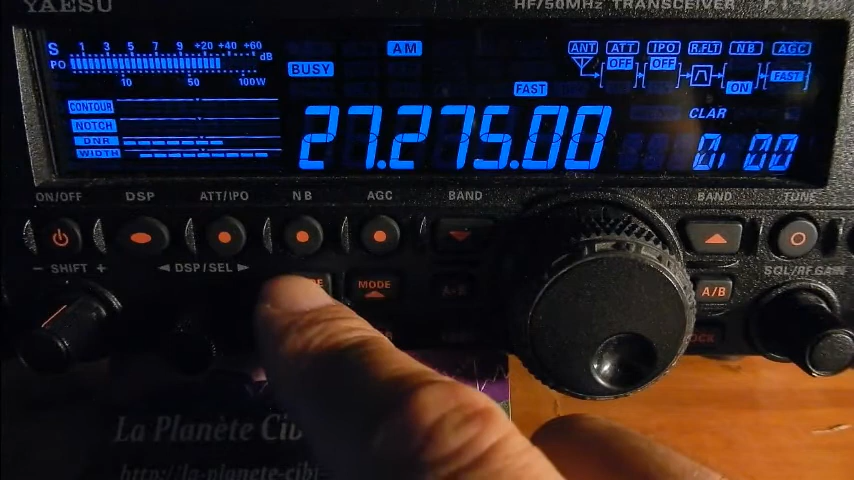 YAESU
HF/50MHz TRANSCEIVER FT-450
S 1 3 5 7 9 +20 +40 +60 dB
PO 10 50 100W
BUSY
AM
FAST
ANT ATT IPO R.FLT NB AGC
OFF OFF ON FAST
CONTOUR
NOTCH
DNR
WIDTH
27.275.00
CLAR
0.00
ON/OFF DSP ATT/IPO NB AGC BAND BAND TUNE
− SHIFT + ◄ DSP/SEL ► SQL/RF GAIN
MODE
A/B
La Planète Cib
http://la-planete-cibi